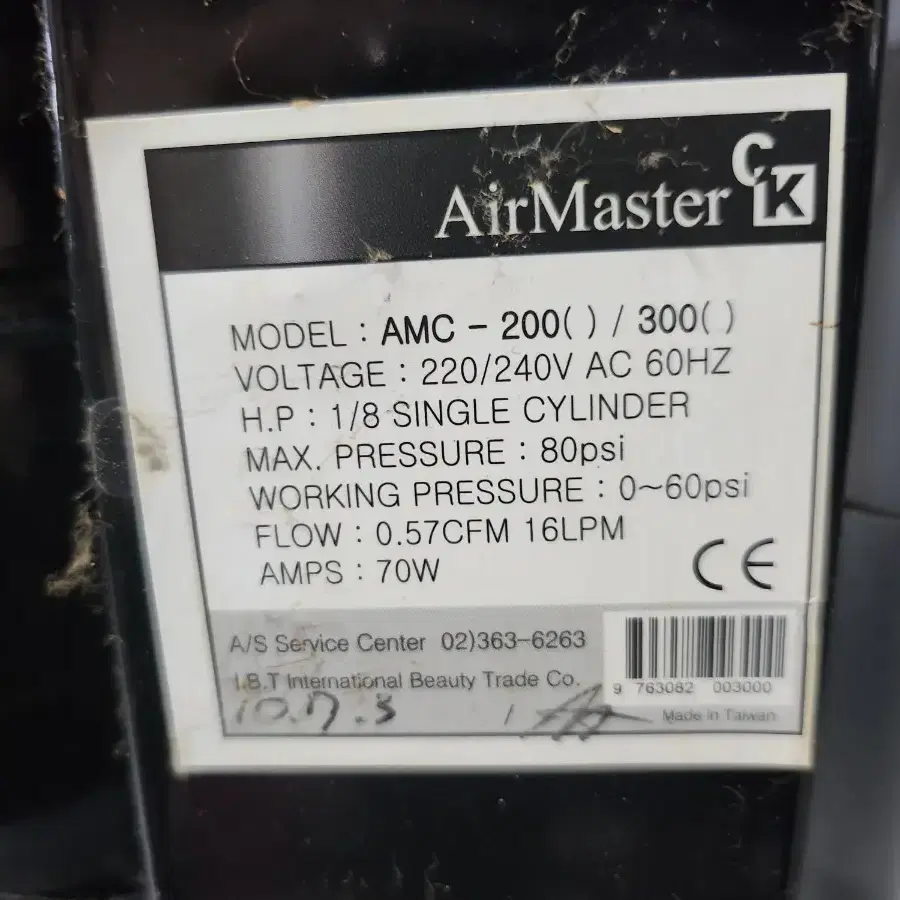 AirMaster CK
MODEL : AMC - 200( ) / 300( )
VOLTAGE : 220/240V AC 60HZ
H.P : 1/8 SINGLE CYLINDER
MAX. PRESSURE : 80psi
WORKING PRESSURE : 0~60psi
FLOW : 0.57CFM 16LPM
AMPS : 70W
CE
A/S Service Center 02)363-6263
I.B.T International Beauty Trade Co.
9 763082 003000
10.7.3
Made in Taiwan